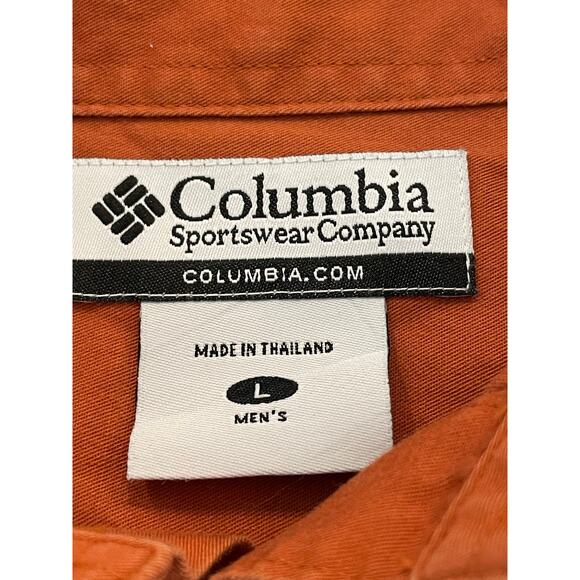 Columbia
Sportswear Company
COLUMBIA.COM
MADE IN THAILAND
L
MEN'S